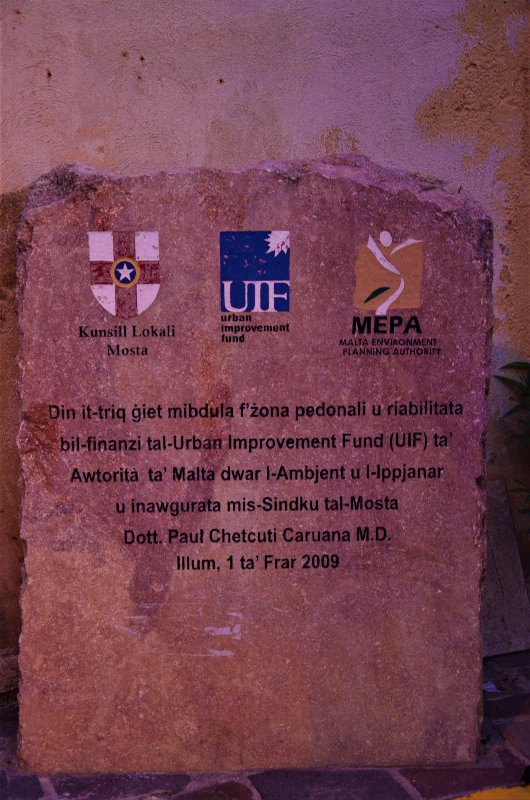 Kunsill Lokali
Mosta
UIF
urban
improvement
fund
MEPA
MALTA ENVIRONMENT
PLANNING AUTHORITY
Din it-triq ġiet mibdula f'żona pedonali u riabilitata
bil-finanzi tal-Urban Improvement Fund (UIF) ta'
Awtorità ta' Malta dwar l-Ambjent u l-Ippjanar
u inawgurata mis-Sindku tal-Mosta
Dott. Paul Chetcuti Caruana M.D.
Illum, 1 ta' Frar 2009